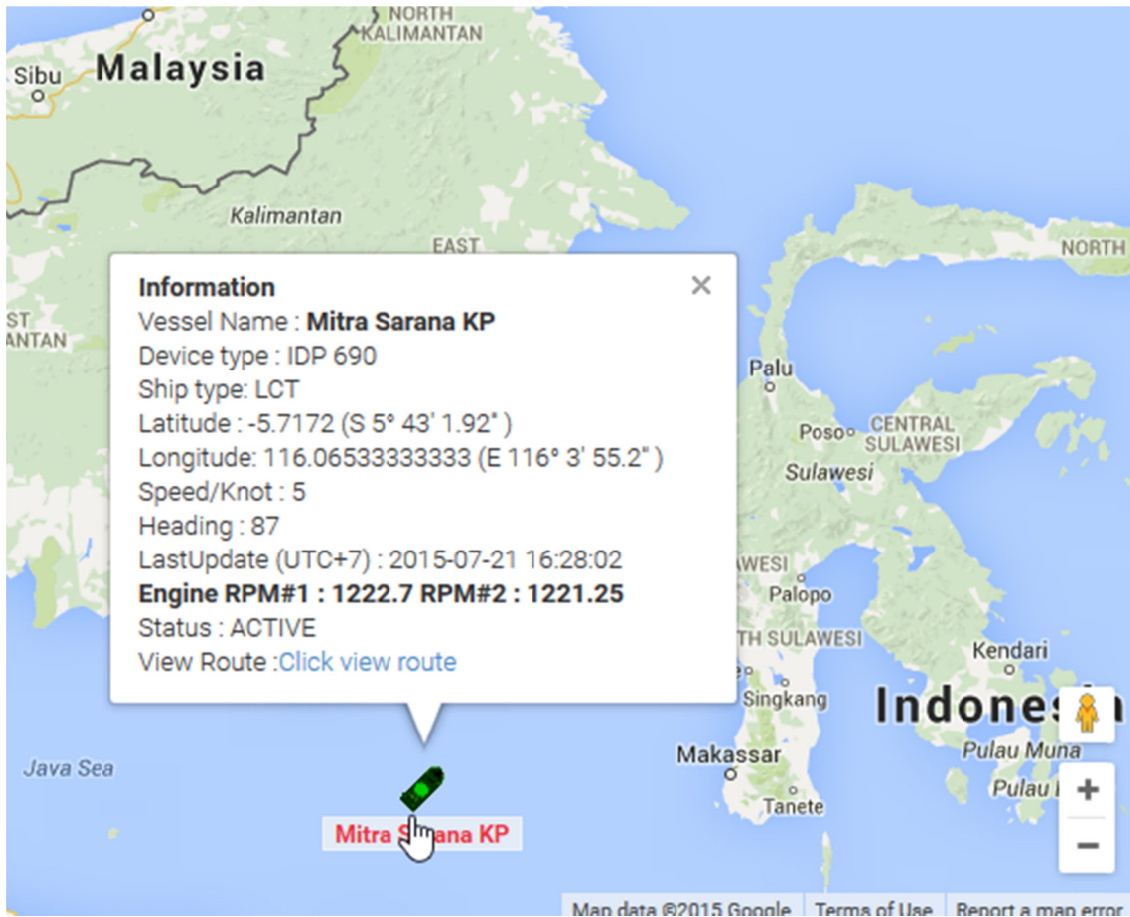 NORTH
KALIMANTAN
Sibu
Malaysia
Kalimantan
EAST
NORTH
ST
ANTAN
Information
Vessel Name : Mitra Sarana KP
Device type : IDP 690
Ship type: LCT
Latitude : -5.7172 (S 5° 43' 1.92" )
Longitude: 116.06533333333 (E 116° 3' 55.2" )
Speed/Knot : 5
Heading : 87
LastUpdate (UTC+7) : 2015-07-21 16:28:02
Engine RPM#1 : 1222.7 RPM#2 : 1221.25
Status : ACTIVE
View Route :Click view route
Palu
Poso
CENTRAL
SULAWESI
Sulawesi
AWESI
Palopo
TH SULAWESI
Kendari
Singkang
Indonesia
Makassar
Pulau Muna
Pulau
Tanete
Java Sea
Mitra Sarana KP
Map data ©2015 Google
Terms of Use
Report a map error